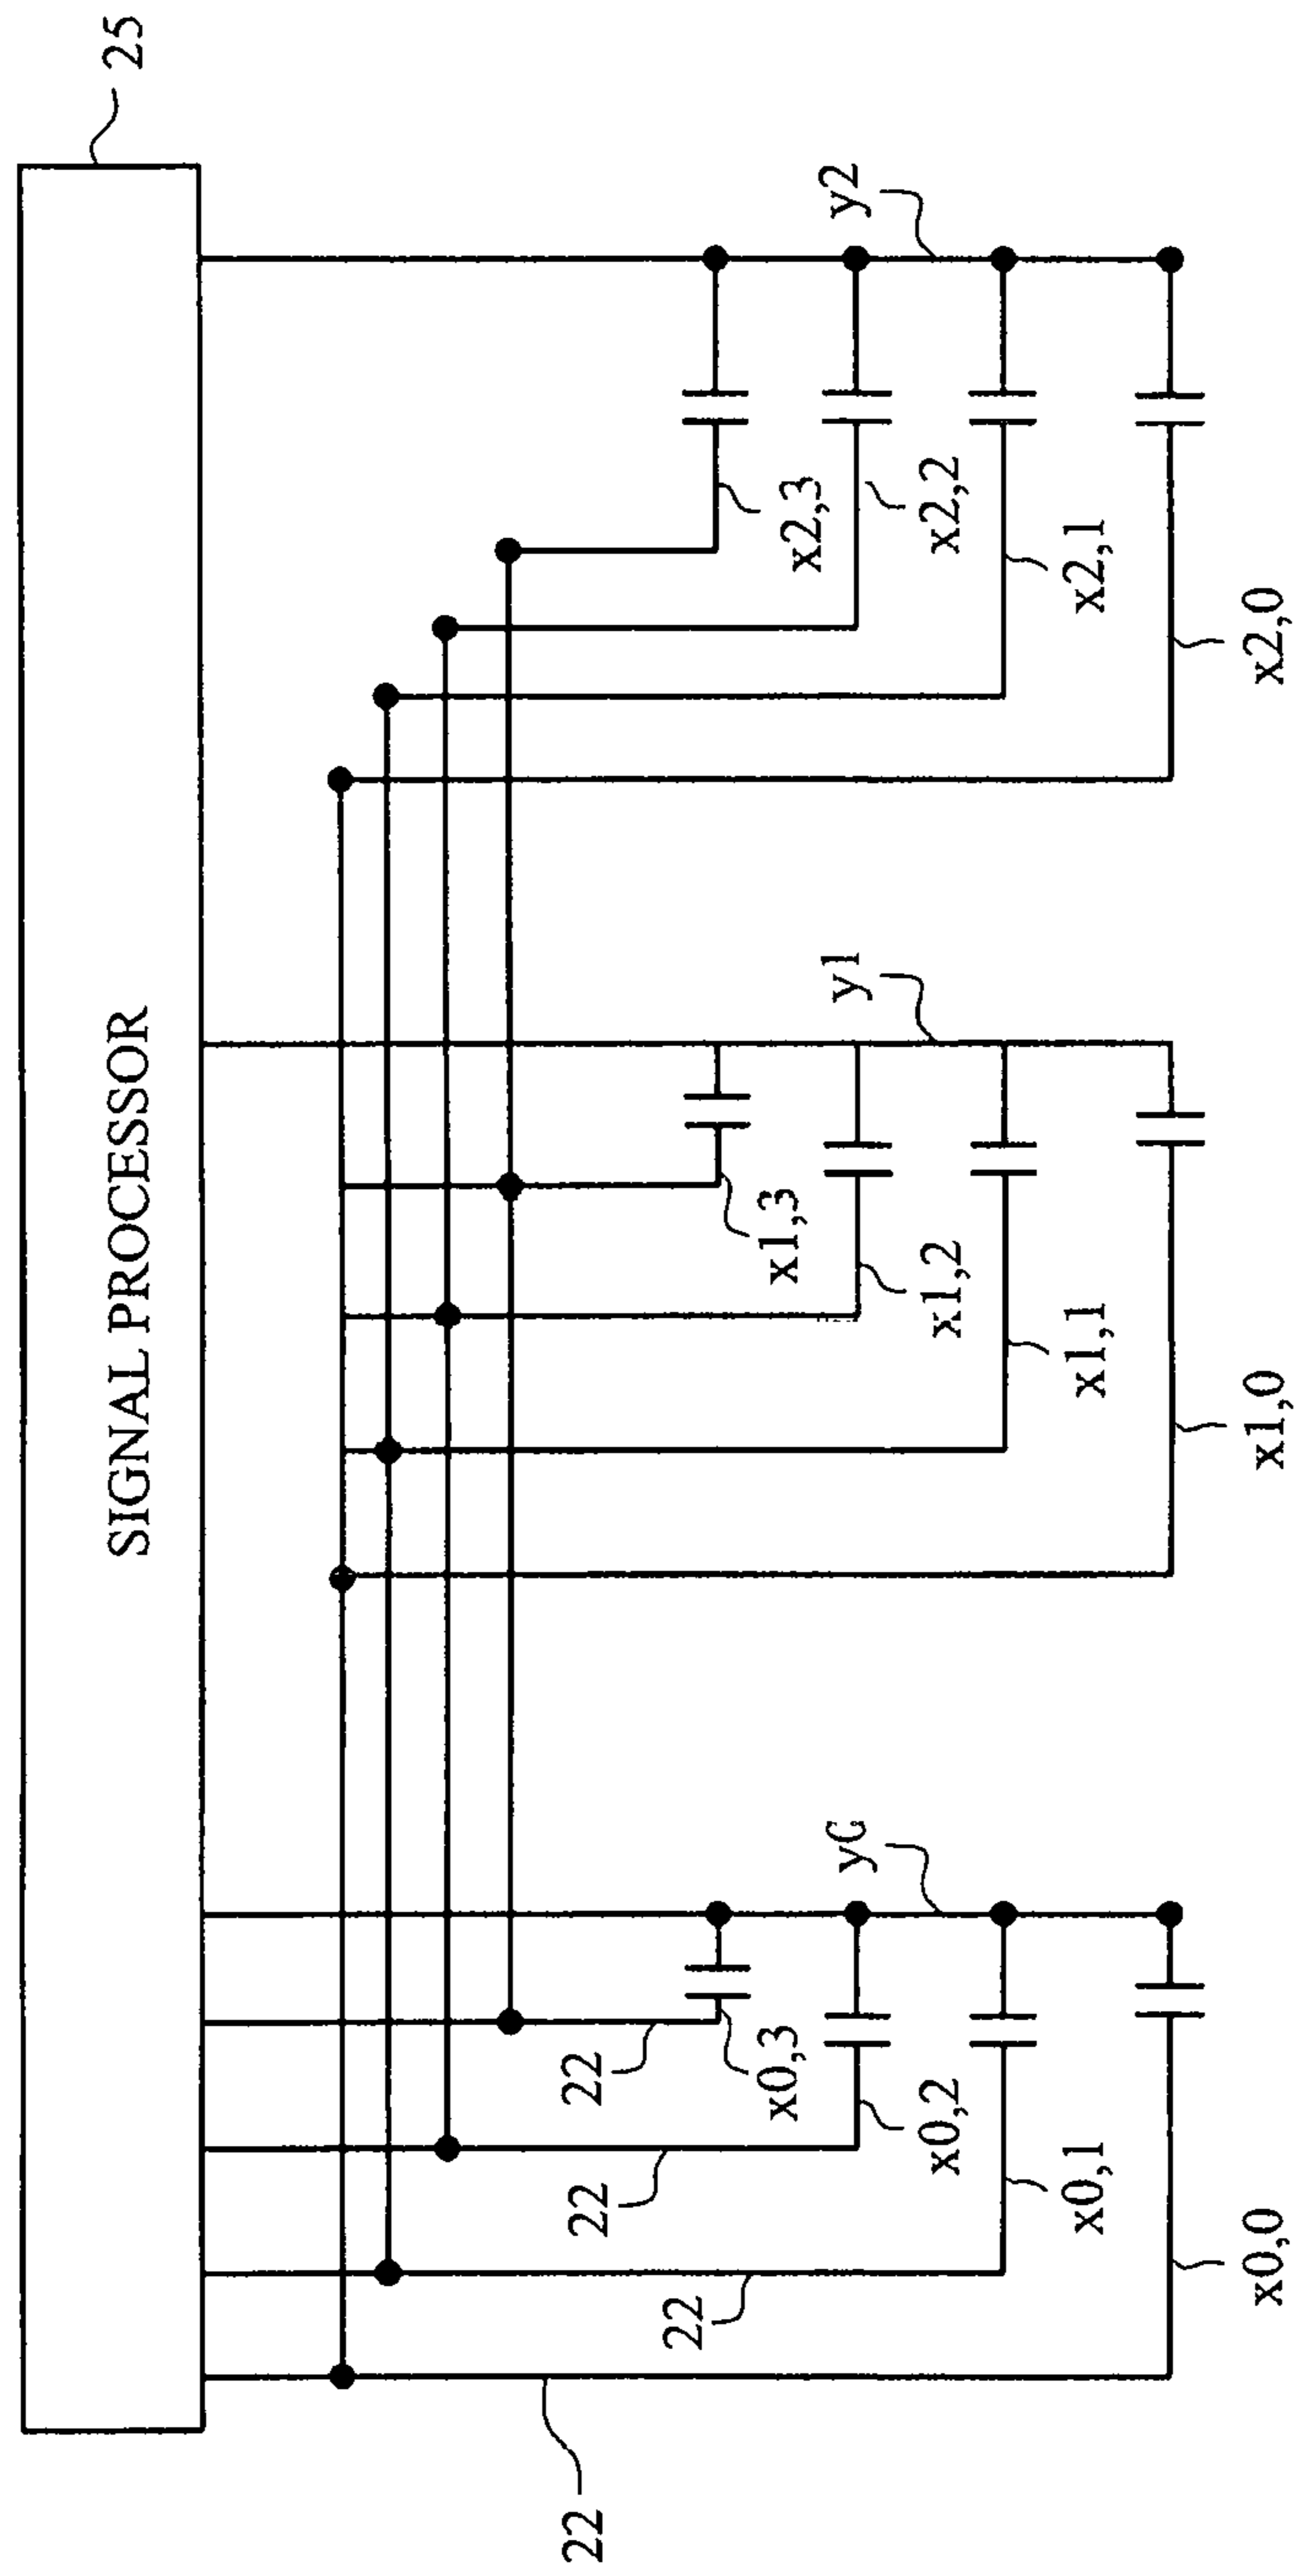 SIGNAL PROCESSOR
25
y2
x2,3
x2,2
x2,1
x2,0
y1
x1,3
x1,2
x1,1
x1,0
yC
22
x0,3
22
x0,2
22
x0,1
22
x0,0